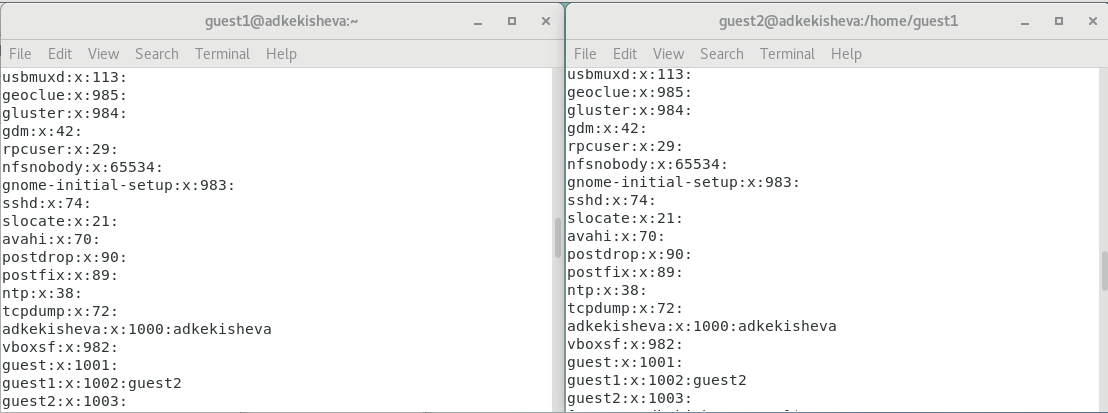 guest1@adkekisheva:~
File Edit View Search Terminal Help
usbmuxd:x:113:
geoclue:x:985:
gluster:x:984:
gdm:x:42:
rpcuser:x:29:
nfsnobody:x:65534:
gnome-initial-setup:x:983:
sshd:x:74:
slocate:x:21:
avahi:x:70:
postdrop:x:90:
postfix:x:89:
ntp:x:38:
tcpdump:x:72:
adkekisheva:x:1000:adkekisheva
vboxsf:x:982:
guest:x:1001:
guest1:x:1002:guest2
guest2:x:1003:
guest2@adkekisheva:/home/guest1
File Edit View Search Terminal Help
usbmuxd:x:113:
geoclue:x:985:
gluster:x:984:
gdm:x:42:
rpcuser:x:29:
nfsnobody:x:65534:
gnome-initial-setup:x:983:
sshd:x:74:
slocate:x:21:
avahi:x:70:
postdrop:x:90:
postfix:x:89:
ntp:x:38:
tcpdump:x:72:
adkekisheva:x:1000:adkekisheva
vboxsf:x:982:
guest:x:1001:
guest1:x:1002:guest2
guest2:x:1003: